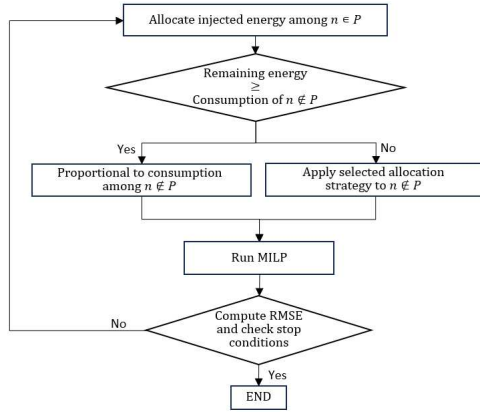 Allocate injected energy among n ∈ P
Remaining energy
≥
Consumption of n ∉ P
Yes
No
Proportional to consumption
among n ∉ P
Apply selected allocation
strategy to n ∉ P
Run MILP
Compute RMSE
and check stop
conditions
No
Yes
END